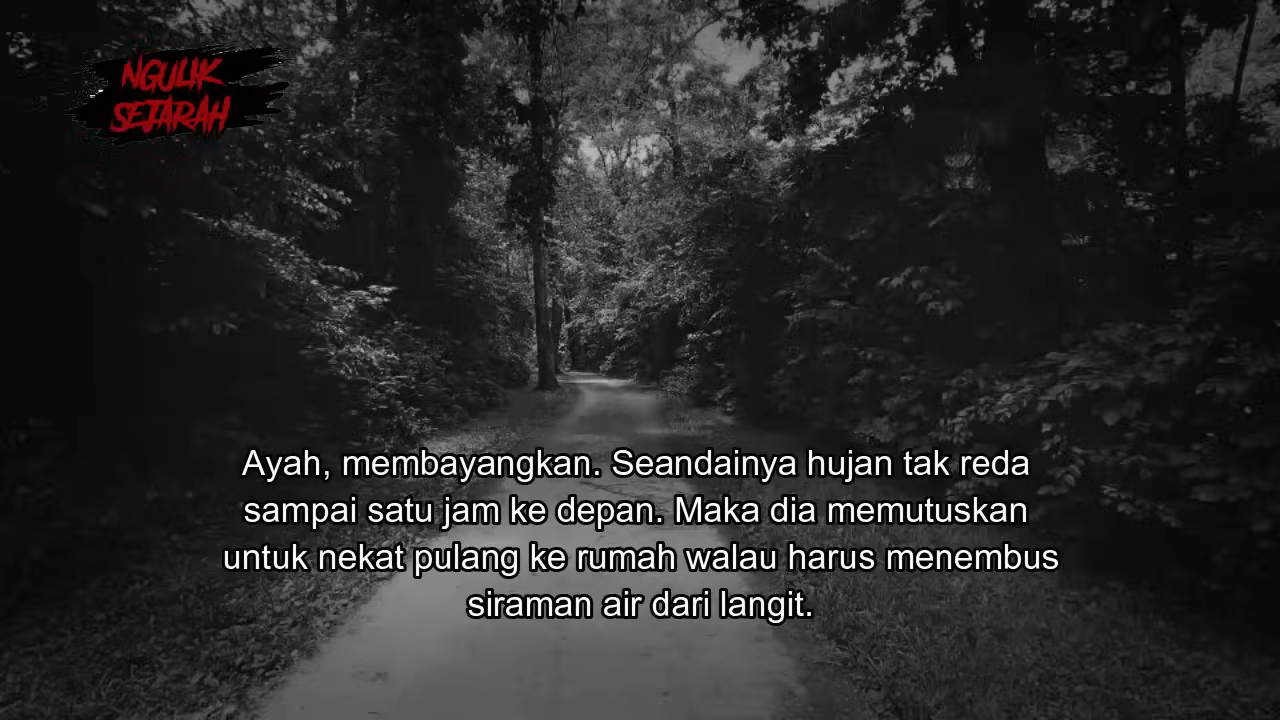 NGULIK
SEJARAH
Ayah, membayangkan. Seandainya hujan tak reda
sampai satu jam ke depan. Maka dia memutuskan
untuk nekat pulang ke rumah walau harus menembus
siraman air dari langit.